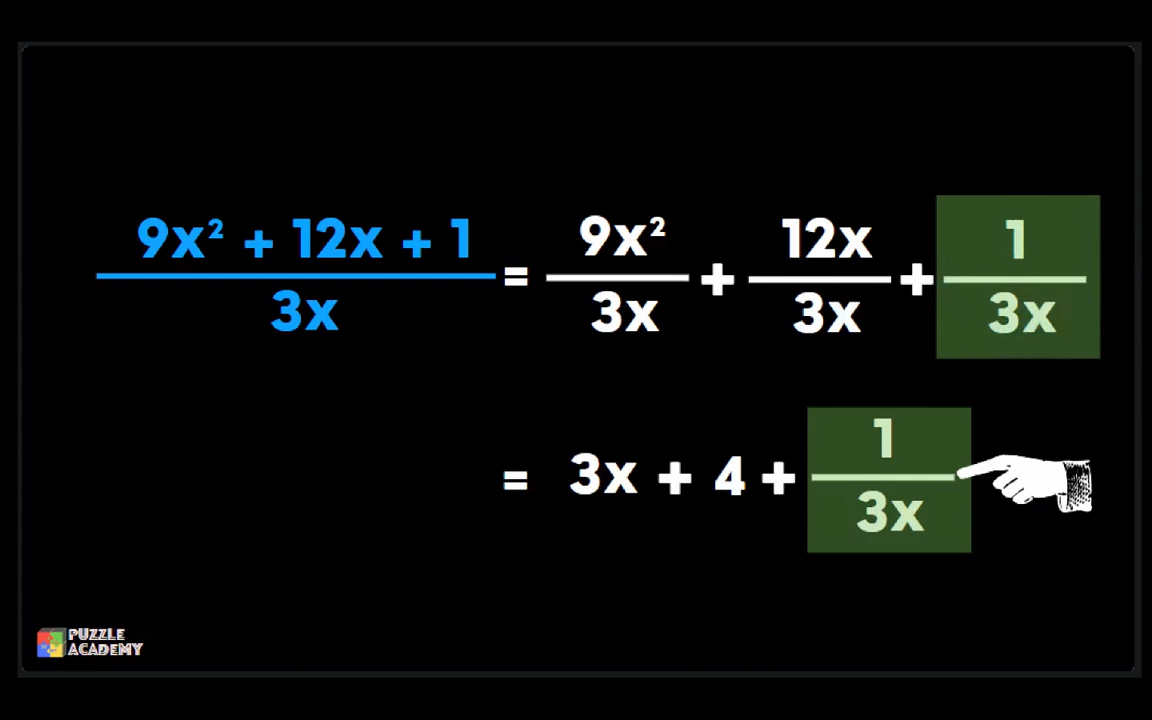 9x² + 12x + 1 / 3x = 9x² / 3x + 12x / 3x + 1 / 3x
= 3x + 4 + 1 / 3x
PUZZLE
ACADEMY